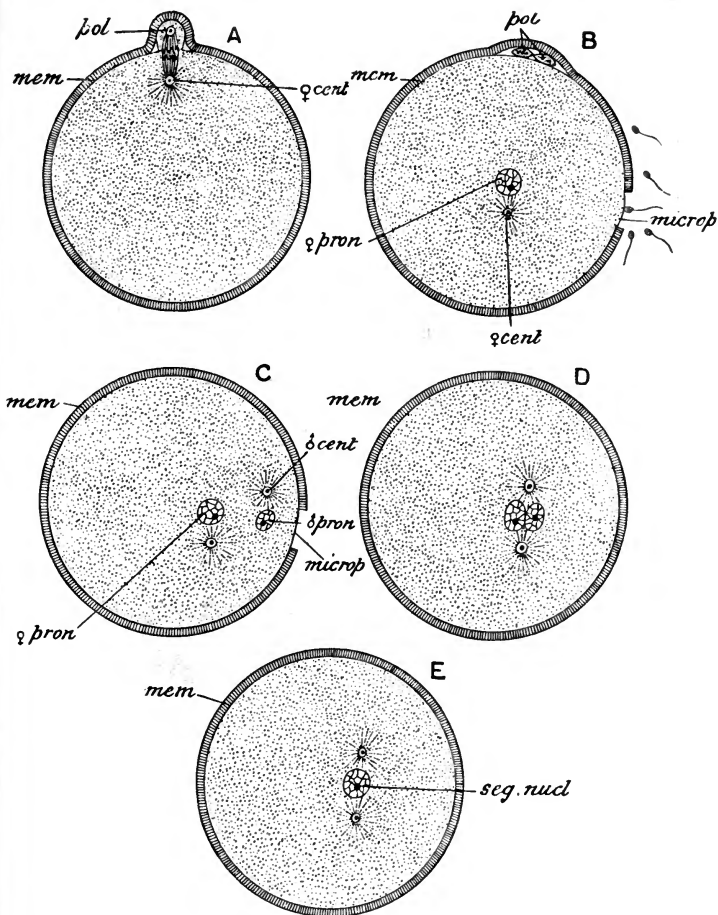 pol
A
mem
♀cent
pol
B
mem
microp
♀pron
♀cent
C
mem
♂cent
♂pron
microp
♀pron
D
mem
E
mem
seg. nucl